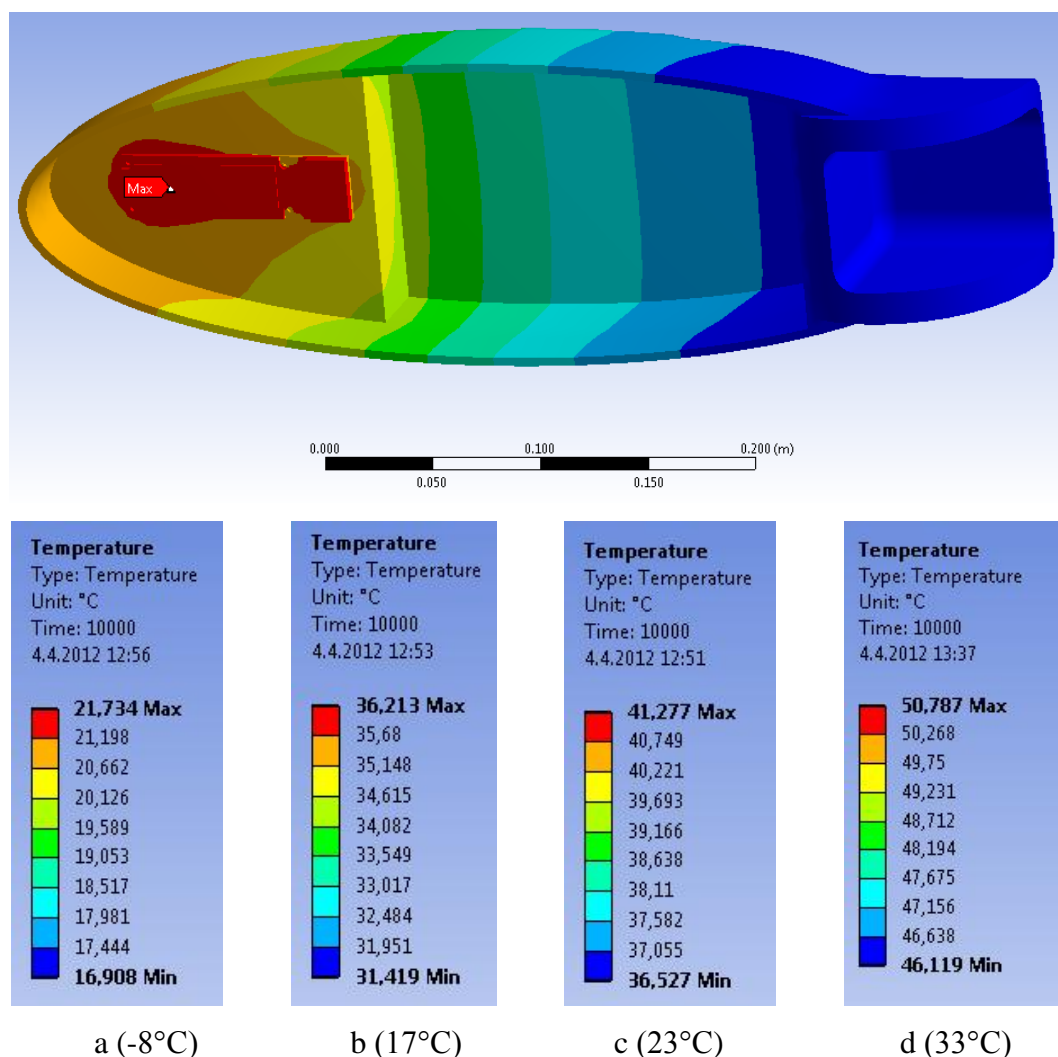 Max
0.000 0.100 0.200 (m)
0.050 0.150
Temperature
Type: Temperature
Unit: °C
Time: 10000
4.4.2012 12:56
21,734 Max
21,198
20,662
20,126
19,589
19,053
18,517
17,981
17,444
16,908 Min
a (-8°C)
Temperature
Type: Temperature
Unit: °C
Time: 10000
4.4.2012 12:53
36,213 Max
35,68
35,148
34,615
34,082
33,549
33,017
32,484
31,951
31,419 Min
b (17°C)
Temperature
Type: Temperature
Unit: °C
Time: 10000
4.4.2012 12:51
41,277 Max
40,749
40,221
39,693
39,166
38,638
38,11
37,582
37,055
36,527 Min
c (23°C)
Temperature
Type: Temperature
Unit: °C
Time: 10000
4.4.2012 13:37
50,787 Max
50,268
49,75
49,231
48,712
48,194
47,675
47,156
46,638
46,119 Min
d (33°C)